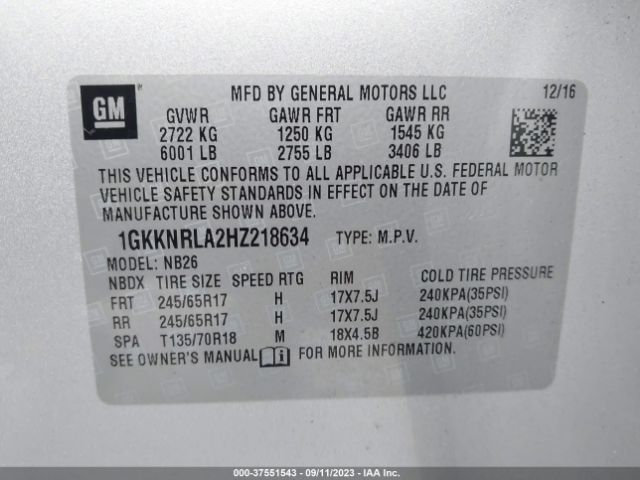 GM
MFD BY GENERAL MOTORS LLC 12/16
GVWR GAWR FRT GAWR RR
2722 KG 1250 KG 1545 KG
6001 LB 2755 LB 3406 LB
THIS VEHICLE CONFORMS TO ALL APPLICABLE U.S. FEDERAL MOTOR
VEHICLE SAFETY STANDARDS IN EFFECT ON THE DATE OF
MANUFACTURE SHOWN ABOVE.
1GKKNRLA2HZ218634 TYPE: M.P.V.
MODEL: NB26
NBDX TIRE SIZE SPEED RTG RIM COLD TIRE PRESSURE
FRT 245/65R17 H 17X7.5J 240KPA(35PSI)
RR 245/65R17 H 17X7.5J 240KPA(35PSI)
SPA T135/70R18 M 18X4.5B 420KPA(60PSI)
SEE OWNER'S MANUAL i FOR MORE INFORMATION.
000-37551543 - 09/11/2023 - IAAI.com